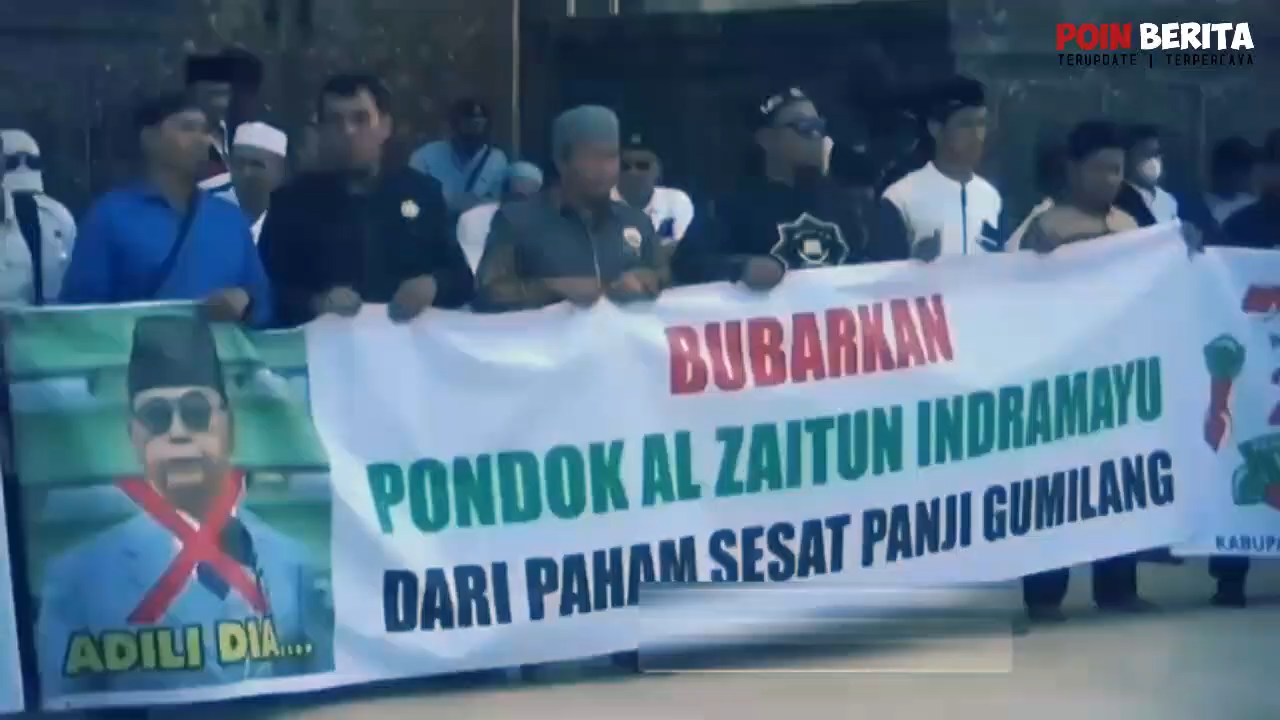 POIN BERITA
TERUPDATE | TERPERCAYA
BUBARKAN
PONDOK AL ZAITUN INDRAMAYU
DARI PAHAM SESAT PANJI GUMILANG
ADILI DIA....